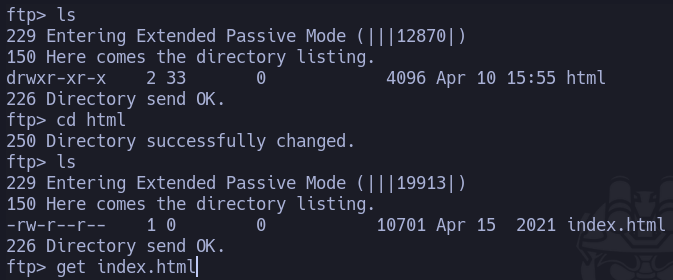 ftp> ls
229 Entering Extended Passive Mode (|||12870|)
150 Here comes the directory listing.
drwxr-xr-x    2 33       0            4096 Apr 10 15:55 html
226 Directory send OK.
ftp> cd html
250 Directory successfully changed.
ftp> ls
229 Entering Extended Passive Mode (|||19913|)
150 Here comes the directory listing.
-rw-r--r--    1 0        0           10701 Apr 15  2021 index.html
226 Directory send OK.
ftp> get index.html